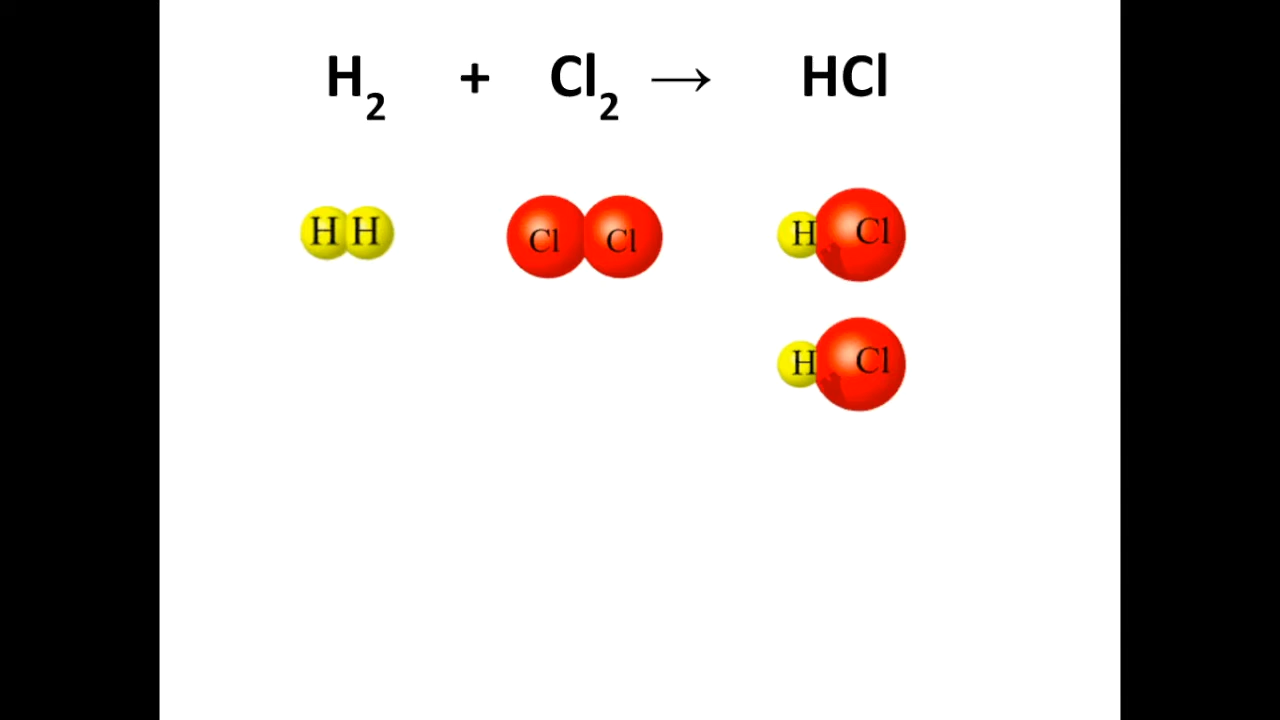 H₂ + Cl₂ → HCl
H H Cl Cl H Cl
H Cl